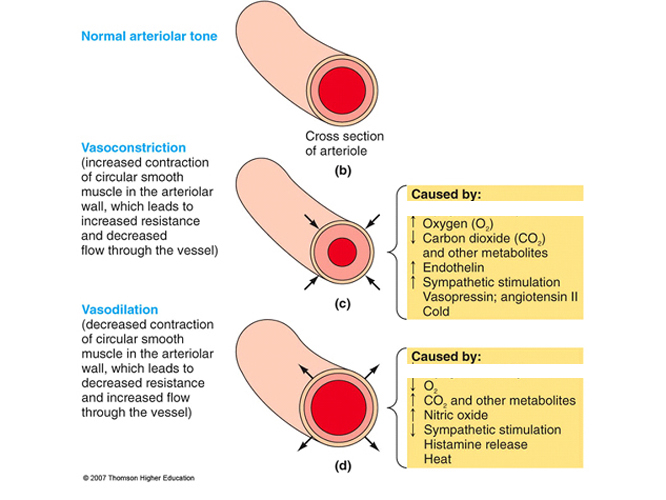 Normal arteriolar tone
Cross section
of arteriole
(b)
Vasoconstriction
(increased contraction
of circular smooth
muscle in the arteriolar
wall, which leads to
increased resistance
and decreased
flow through the vessel)
(c)
Caused by:
↑ Oxygen (O₂)
↓ Carbon dioxide (CO₂)
and other metabolites
↑ Endothelin
↑ Sympathetic stimulation
Vasopressin; angiotensin II
Cold
Vasodilation
(decreased contraction
of circular smooth
muscle in the arteriolar
wall, which leads to
decreased resistance
and increased flow
through the vessel)
(d)
Caused by:
↓ O₂
↑ CO₂ and other metabolites
↑ Nitric oxide
↓ Sympathetic stimulation
Histamine release
Heat
© 2007 Thomson Higher Education